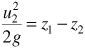 u₂²/2g = z₁ − z₂